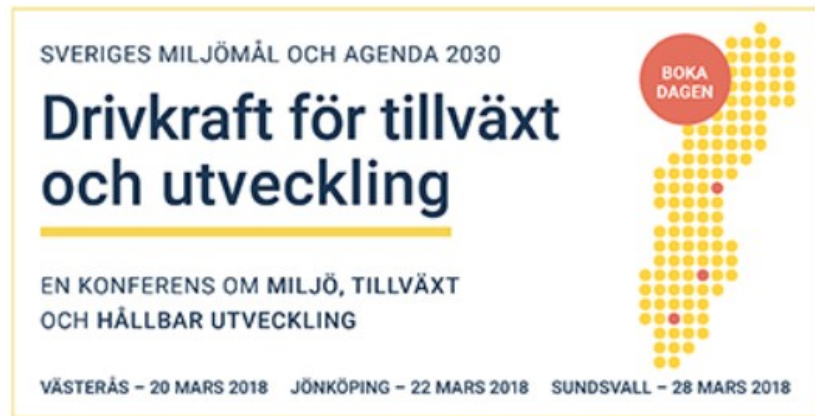 SVERIGES MILJÖMÅL OCH AGENDA 2030
BOKA
DAGEN
Drivkraft för tillväxt
och utveckling
EN KONFERENS OM MILJÖ, TILLVÄXT
OCH HÅLLBAR UTVECKLING
VÄSTERÅS – 20 MARS 2018 JÖNKÖPING – 22 MARS 2018 SUNDSVALL – 28 MARS 2018